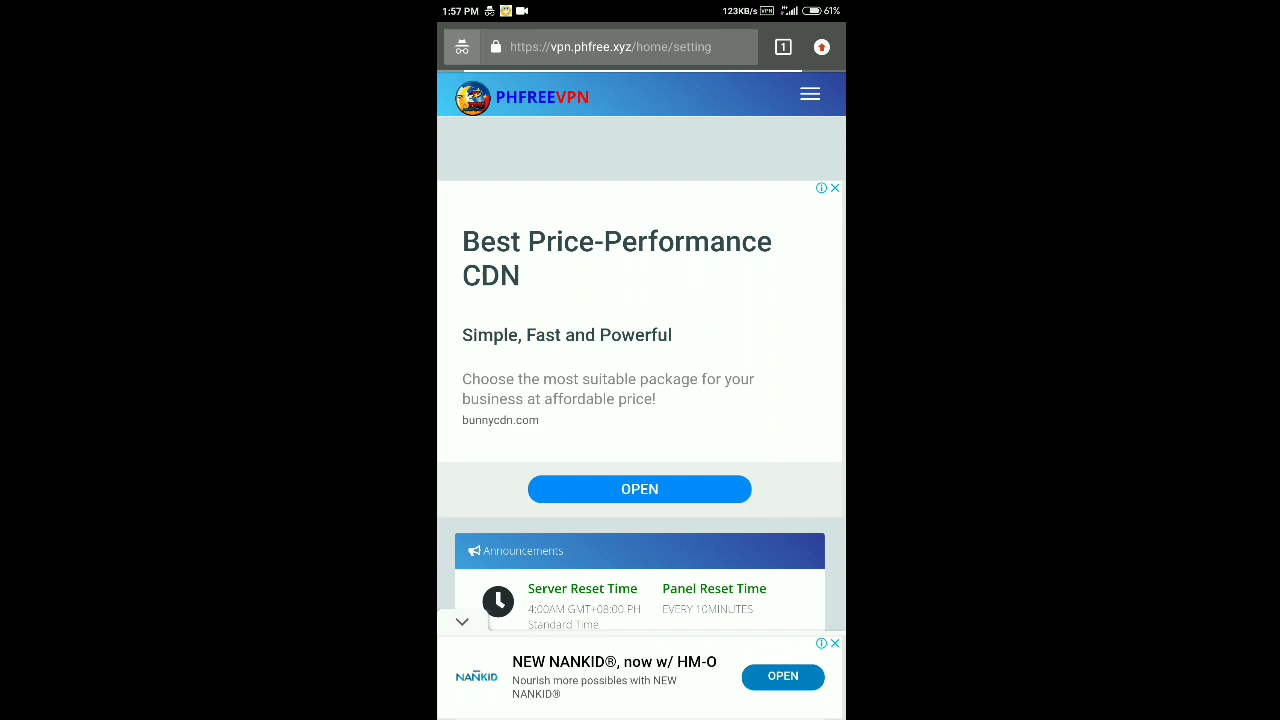 1:57 PM
123KB/s VPN 61%
https://vpn.phfree.xyz/home/setting
1
PHFREEVPN
Best Price-Performance
CDN
Simple, Fast and Powerful
Choose the most suitable package for your
business at affordable price!
bunnycdn.com
OPEN
Announcements
Server Reset Time
Panel Reset Time
4:00AM GMT+08:00 PH
EVERY 10MINUTES
Standard Time
NEW NANKID®, now w/ HM-O
NANKID
Nourish more possibles with NEW
NANKID®
OPEN